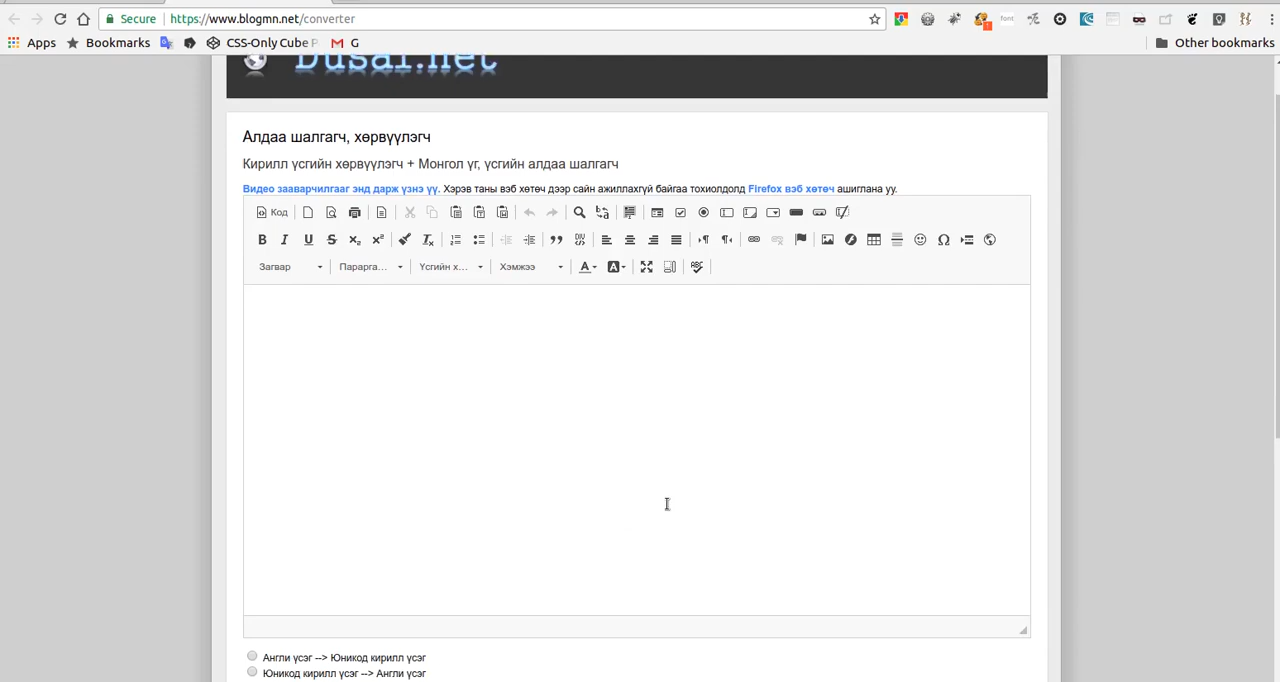 Secure https://www.blogmn.net/converter
Apps Bookmarks CSS-Only Cube P G Other bookmarks
Dusal.net
Алдаа шалгагч, хөрвүүлэгч
Кирилл үсгийн хөрвүүлэгч + Монгол үг, үсгийн алдаа шалгагч
Видео зааварчилгааг энд дарж үзнэ үү. Хэрэв таны вэб хөтөч дээр сайн ажиллахгүй байгаа тохиолдолд Firefox вэб хөтөч ашиглана уу.
Код
Загвар Парарга... Үсгийн х... Хэмжээ
Англи үсэг --> Юникод кирилл үсэг
Юникод кирилл үсэг --> Англи үсэг